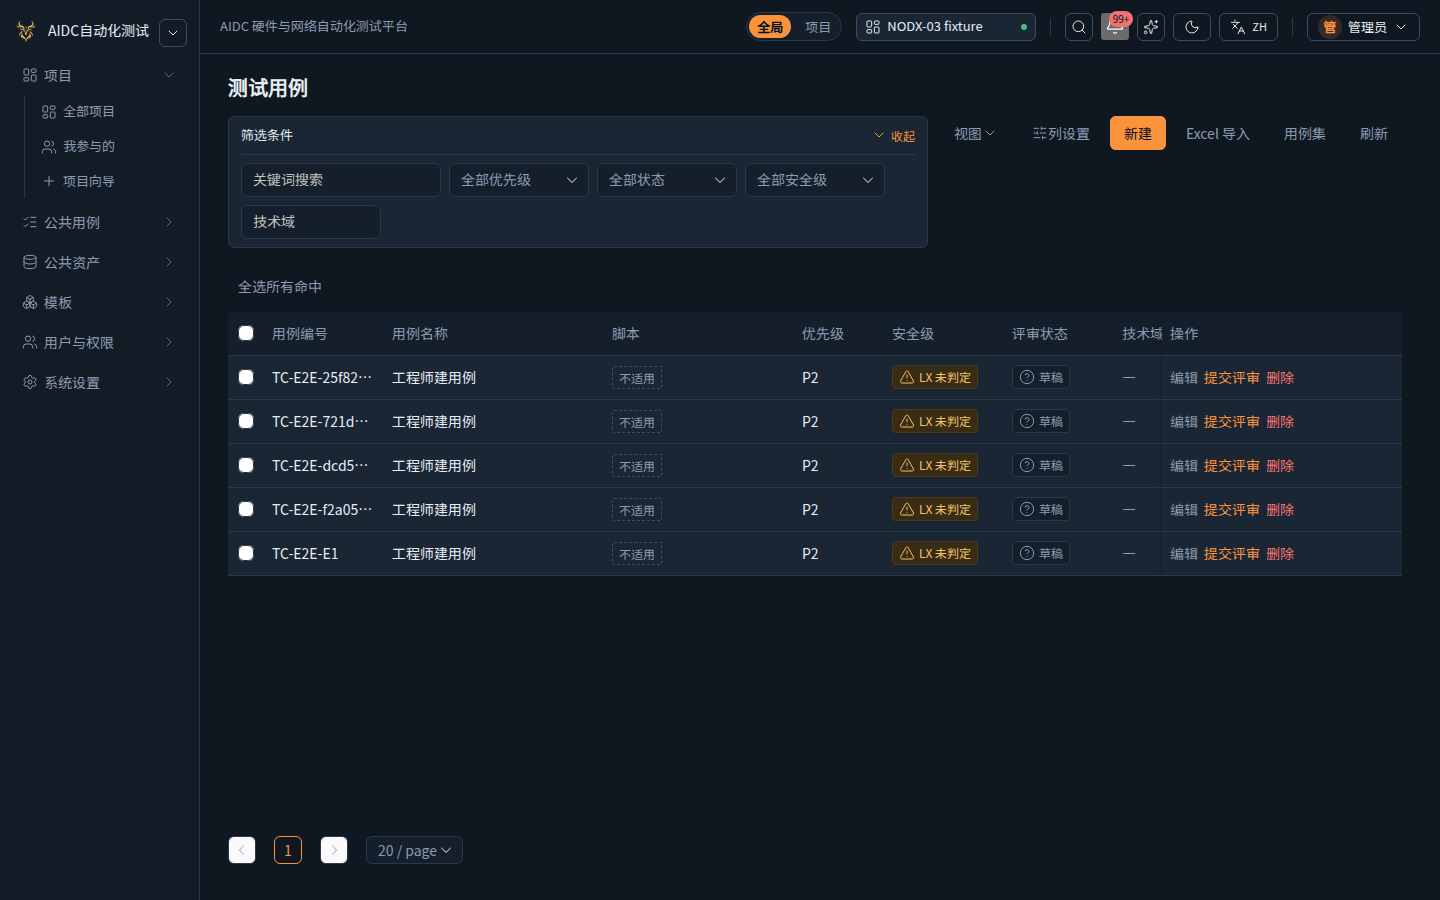 AIDC自动化测试
AIDC 硬件与网络自动化测试平台
全局 项目
NODX-03 fixture
99+
ZH
管 管理员
项目
全部项目
我参与的
项目向导
公共用例
公共资产
模板
用户与权限
系统设置
测试用例
筛选条件 收起
关键词搜索 全部优先级 全部状态 全部安全级
技术域
视图 列设置 新建 Excel 导入 用例集 刷新
全选所有命中
用例编号 用例名称 脚本 优先级 安全级 评审状态 技术域 操作
TC-E2E-25f82··· 工程师建用例 不适用 P2 LX 未判定 草稿 — 编辑 提交评审 删除
TC-E2E-721d··· 工程师建用例 不适用 P2 LX 未判定 草稿 — 编辑 提交评审 删除
TC-E2E-dcd5··· 工程师建用例 不适用 P2 LX 未判定 草稿 — 编辑 提交评审 删除
TC-E2E-f2a05··· 工程师建用例 不适用 P2 LX 未判定 草稿 — 编辑 提交评审 删除
TC-E2E-E1 工程师建用例 不适用 P2 LX 未判定 草稿 — 编辑 提交评审 删除
1 20 / page